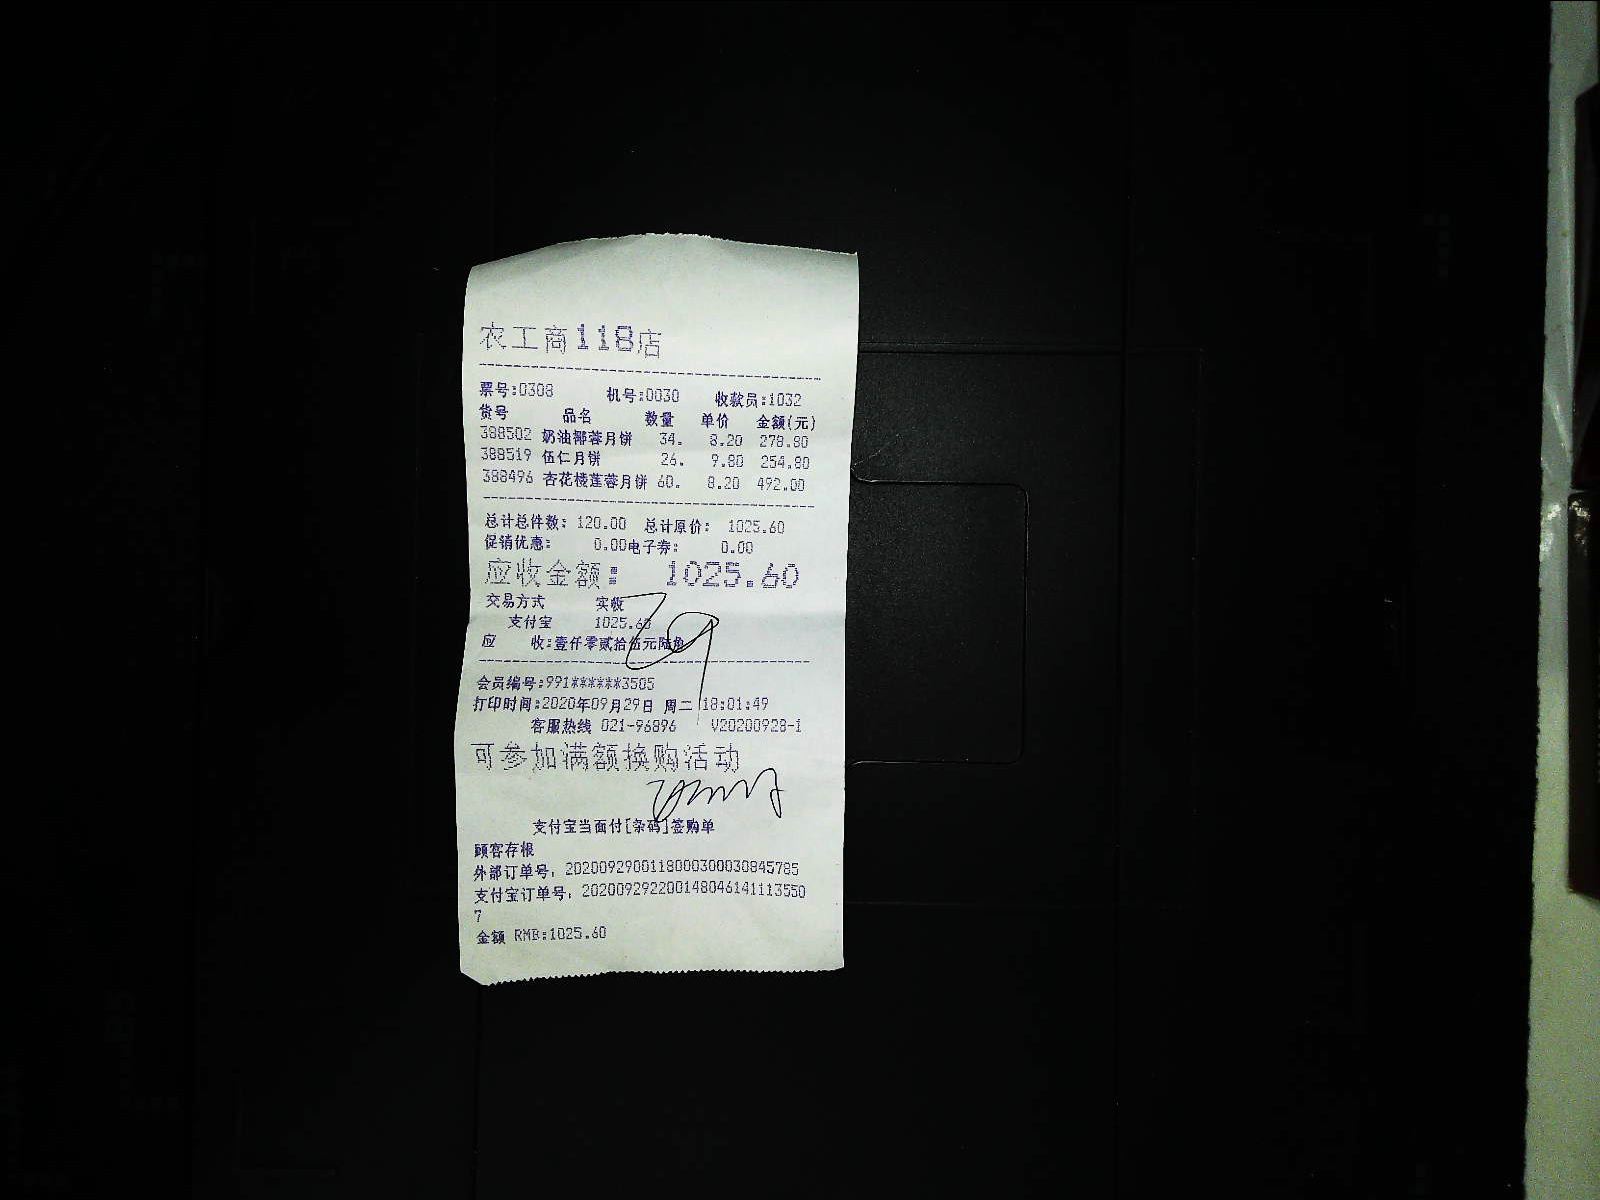 农工商118店
票号:0308 机号:0030 收款员:1032
货号 品名 数量 单价 金额(元)
388502 奶油椰蓉月饼 34. 8.20 278.80
388519 伍仁月饼 26. 9.80 254.80
388496 杏花楼莲蓉月饼 60. 8.20 492.00
总计总件数: 120.00 总计原价: 1025.60
促销优惠: 0.00电子券: 0.00
应收金额: 1025.60
交易方式 实收
支付宝 1025.60
应 收:壹仟零贰拾伍元陆角
会员编号:991******3505
打印时间:2020年09月29日 周二 18:01:49
客服热线 021-96896 V20200928-1
可参加满额换购活动
支付宝当面付[条码]签购单
顾客存根
外部订单号: 2020092900118000300030845785
支付宝订单号: 202009292200148046141113550
7
金额 RMB:1025.60